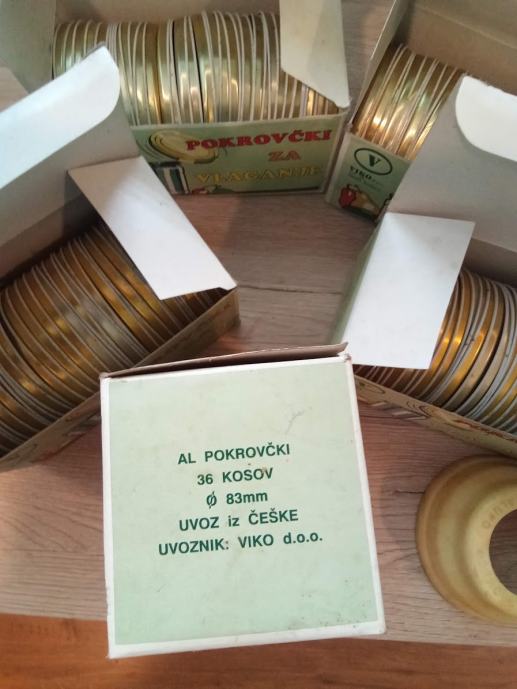 POKROVČKI
ZA
VLAGANJE
V
VIKO
AL POKROVČKI
36 KOSOV
Ø 83mm
UVOZ iz ČEŠKE
UVOZNIK: VIKO d.o.o.